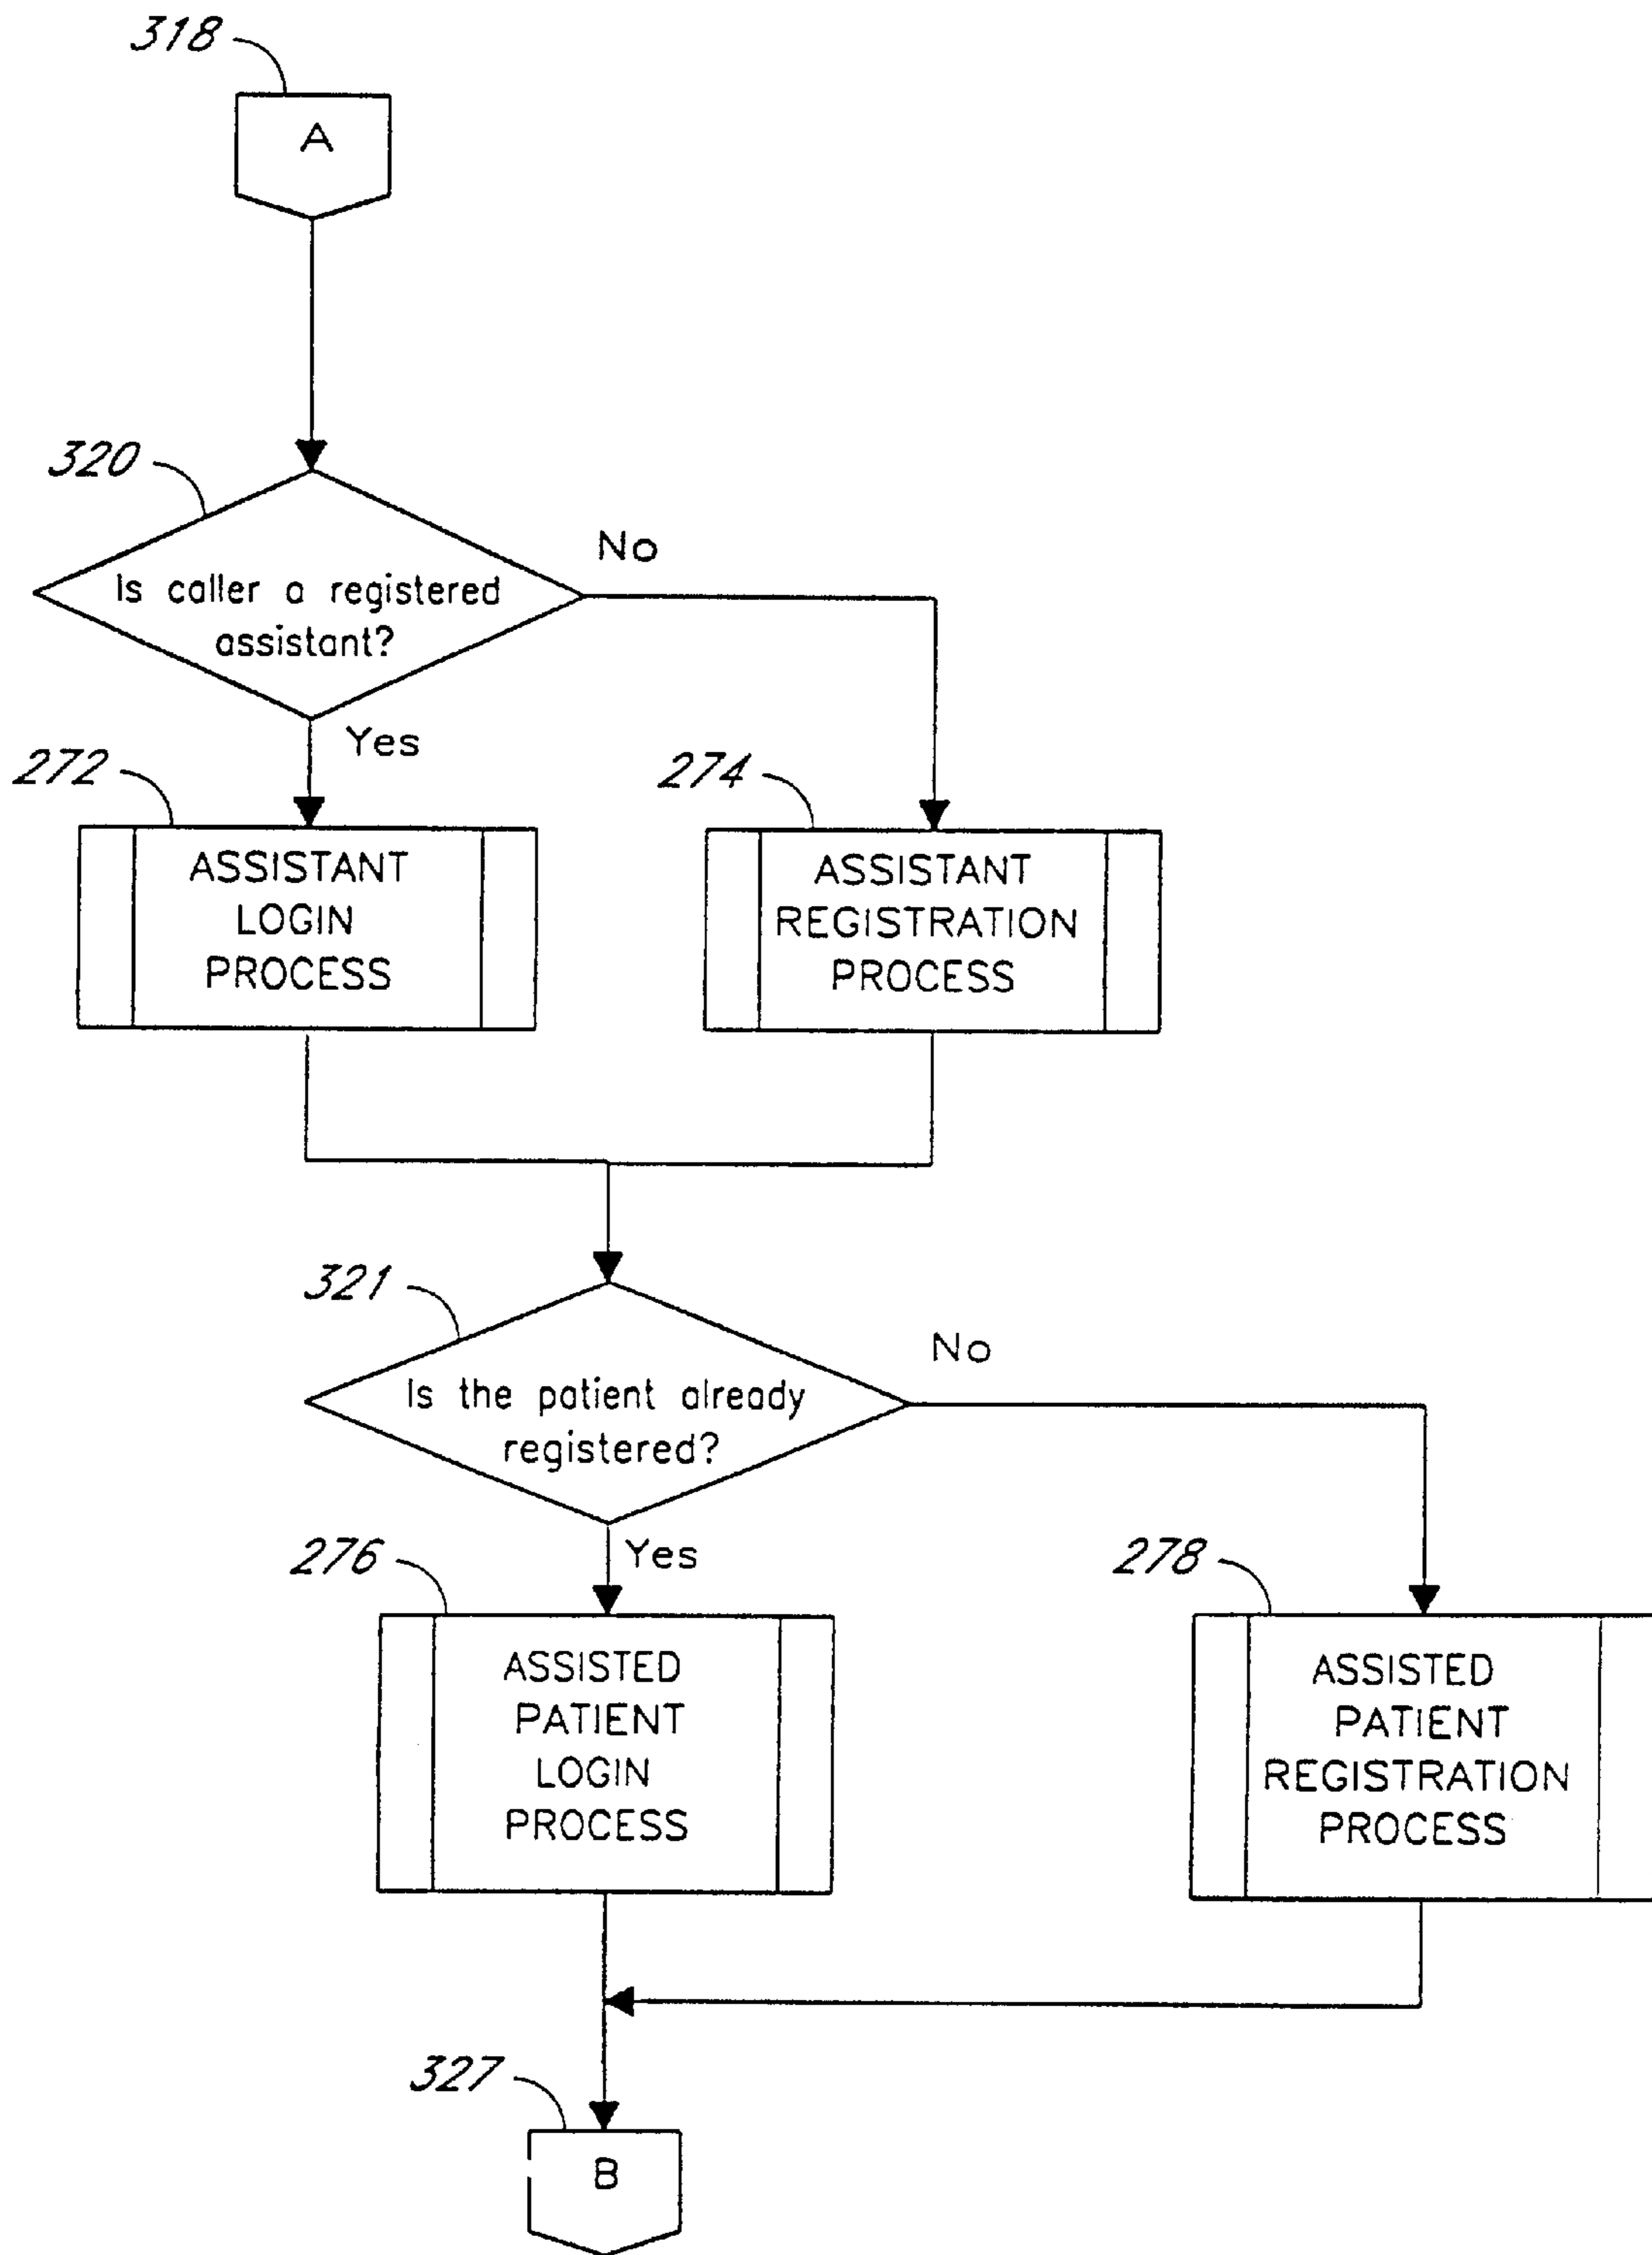 318
A
320
No
Is caller a registered
assistant?
Yes
272
274
ASSISTANT
LOGIN
PROCESS
ASSISTANT
REGISTRATION
PROCESS
321
No
Is the patient already
registered?
Yes
276
278
ASSISTED
PATIENT
LOGIN
PROCESS
ASSISTED
PATIENT
REGISTRATION
PROCESS
327
B